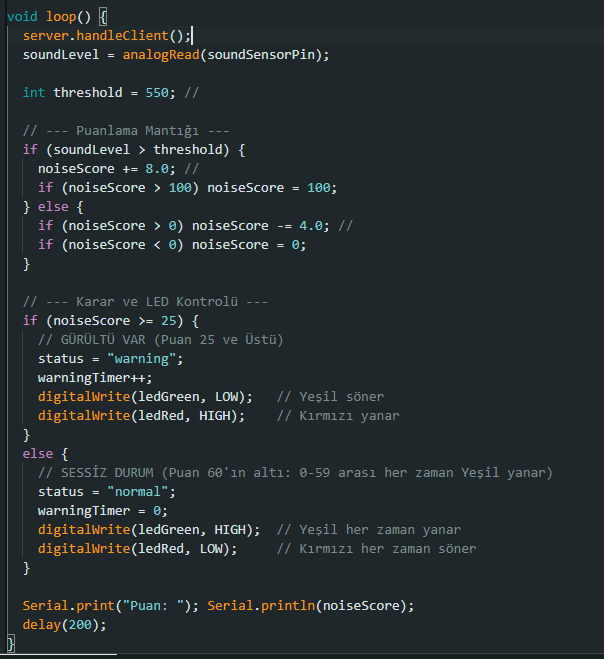 void loop() {
  server.handleClient();
  soundLevel = analogRead(soundSensorPin);

  int threshold = 550; //

  // --- Puanlama Mantığı ---
  if (soundLevel > threshold) {
    noiseScore += 8.0; //
    if (noiseScore > 100) noiseScore = 100;
  } else {
    if (noiseScore > 0) noiseScore -= 4.0; //
    if (noiseScore < 0) noiseScore = 0;
  }

  // --- Karar ve LED Kontrolü ---
  if (noiseScore >= 25) {
    // GÜRÜLTÜ VAR (Puan 25 ve Üstü)
    status = "warning";
    warningTimer++;
    digitalWrite(ledGreen, LOW);   // Yeşil söner
    digitalWrite(ledRed, HIGH);    // Kırmızı yanar
  }
  else {
    // SESSİZ DURUM (Puan 60'ın altı: 0-59 arası her zaman Yeşil yanar)
    status = "normal";
    warningTimer = 0;
    digitalWrite(ledGreen, HIGH);  // Yeşil her zaman yanar
    digitalWrite(ledRed, LOW);     // Kırmızı her zaman söner
  }

  Serial.print("Puan: "); Serial.println(noiseScore);
  delay(200);
}